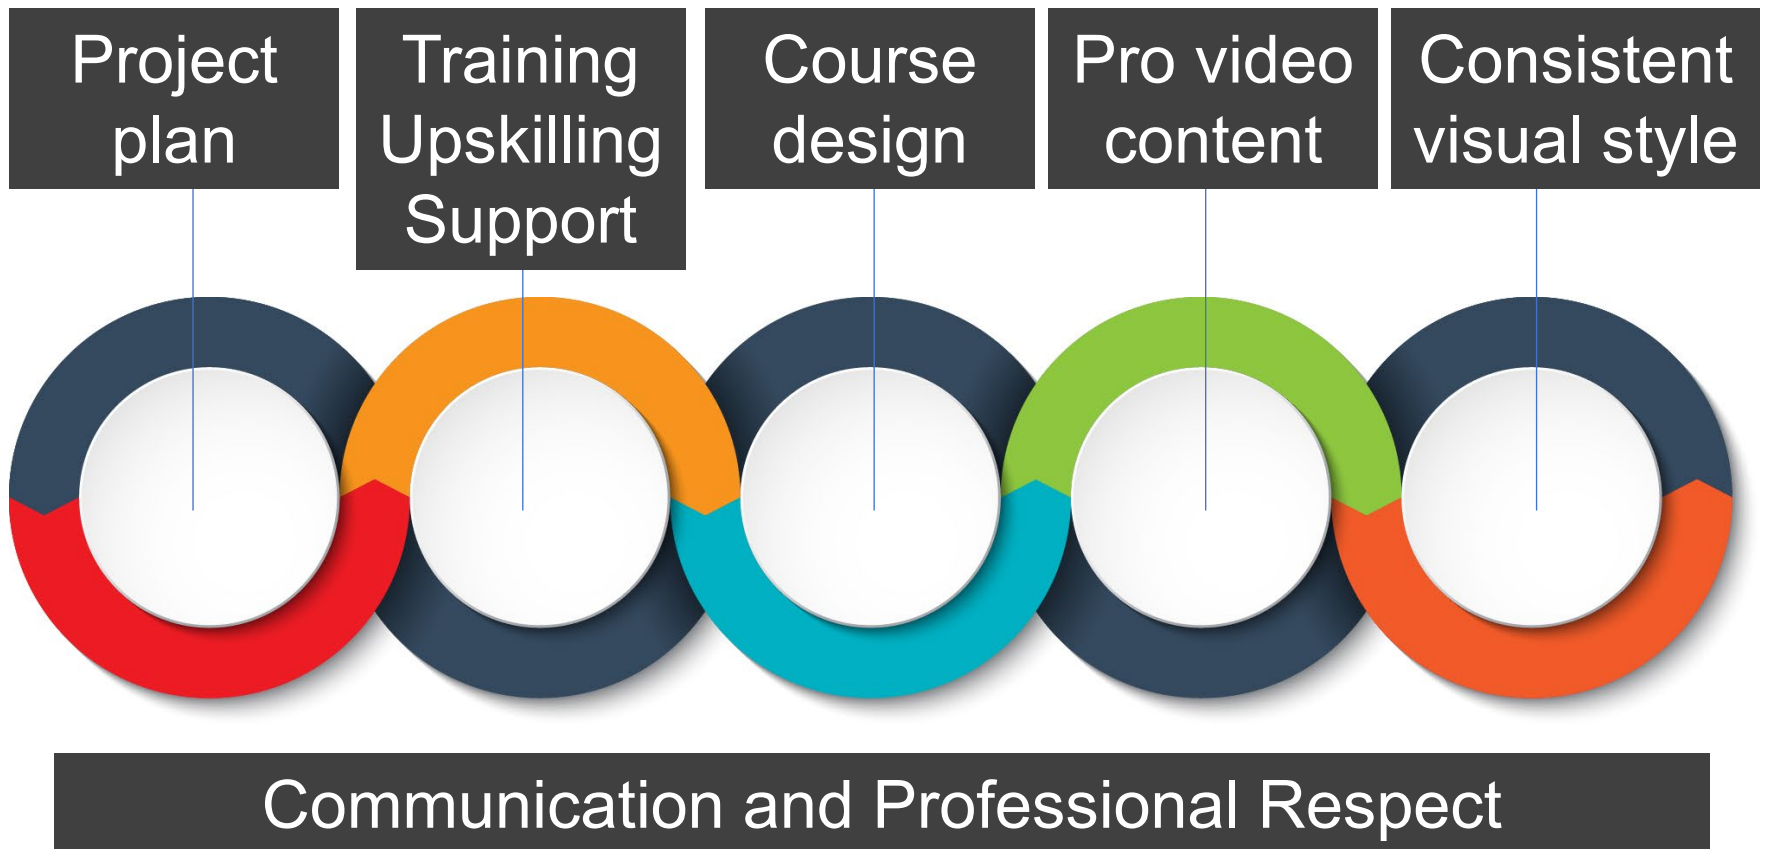 Project
plan
Training
Upskilling
Support
Course
design
Pro video
content
Consistent
visual style
Communication and Professional Respect